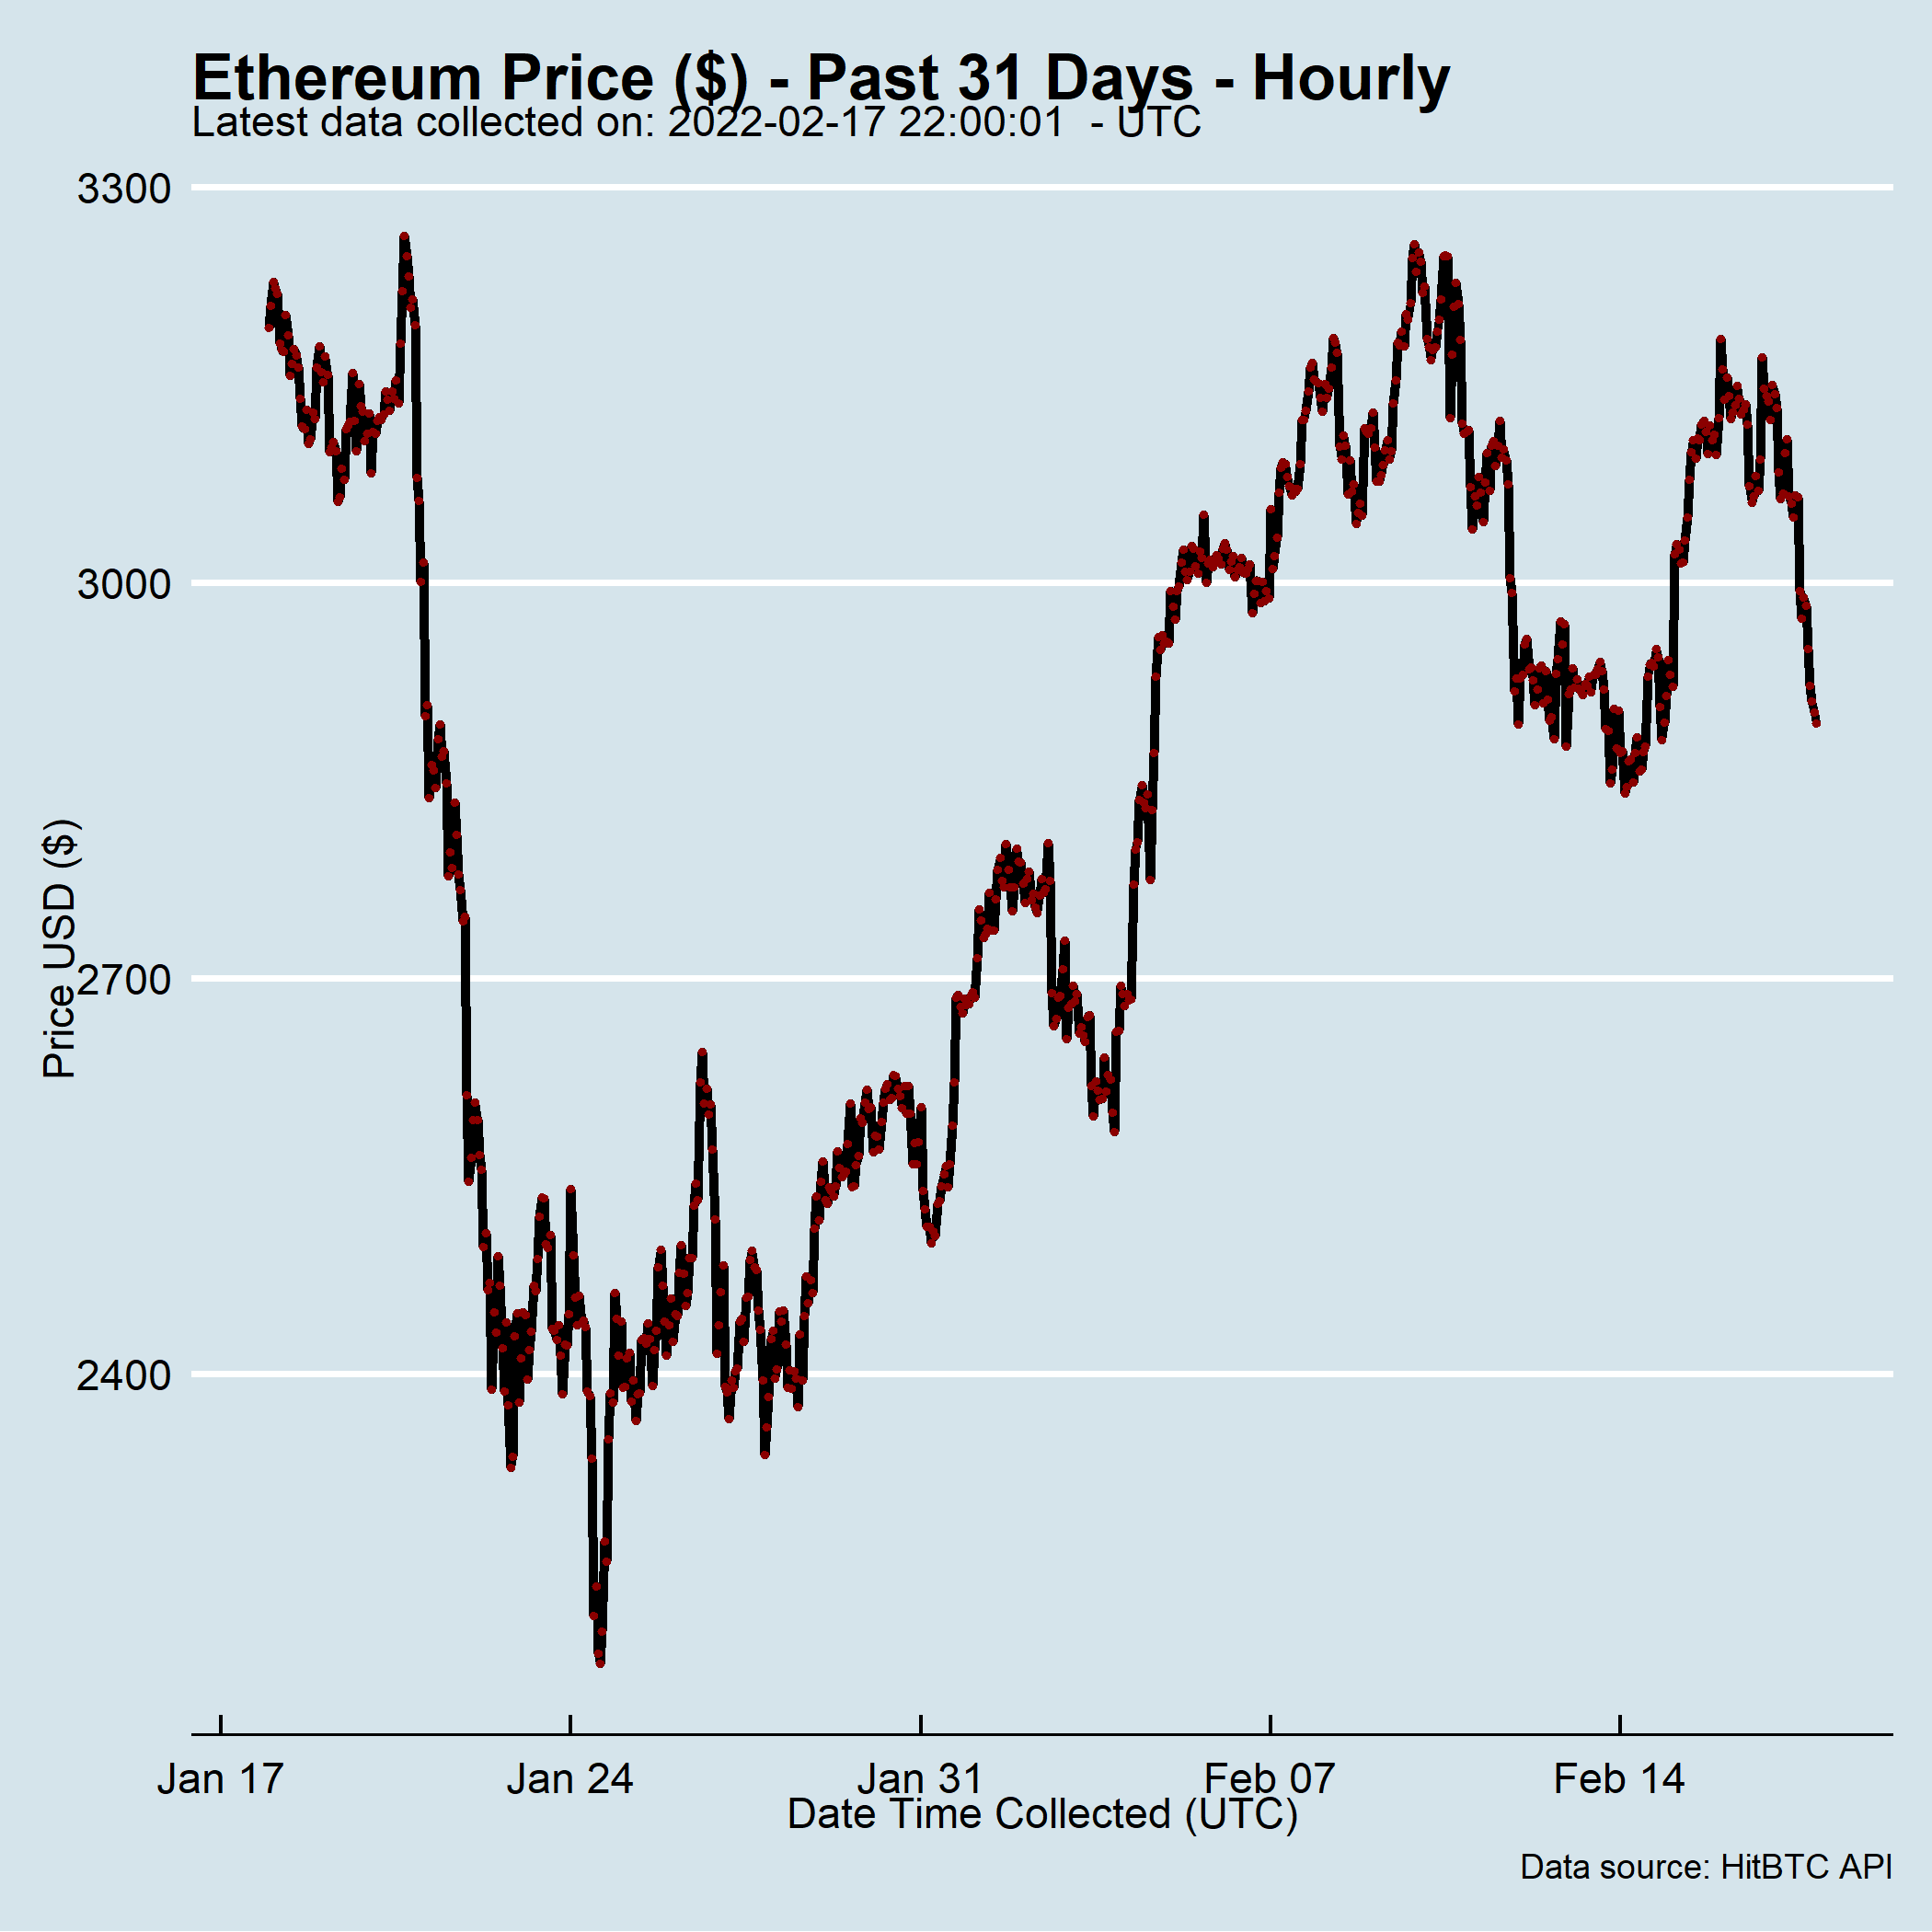 Ethereum Price ($) - Past 31 Days - Hourly
Latest data collected on: 2022-02-17 22:00:01  - UTC
3300
3000
2700
2400
Price USD ($)
Jan 17
Jan 24
Jan 31
Feb 07
Feb 14
Date Time Collected (UTC)
Data source: HitBTC API